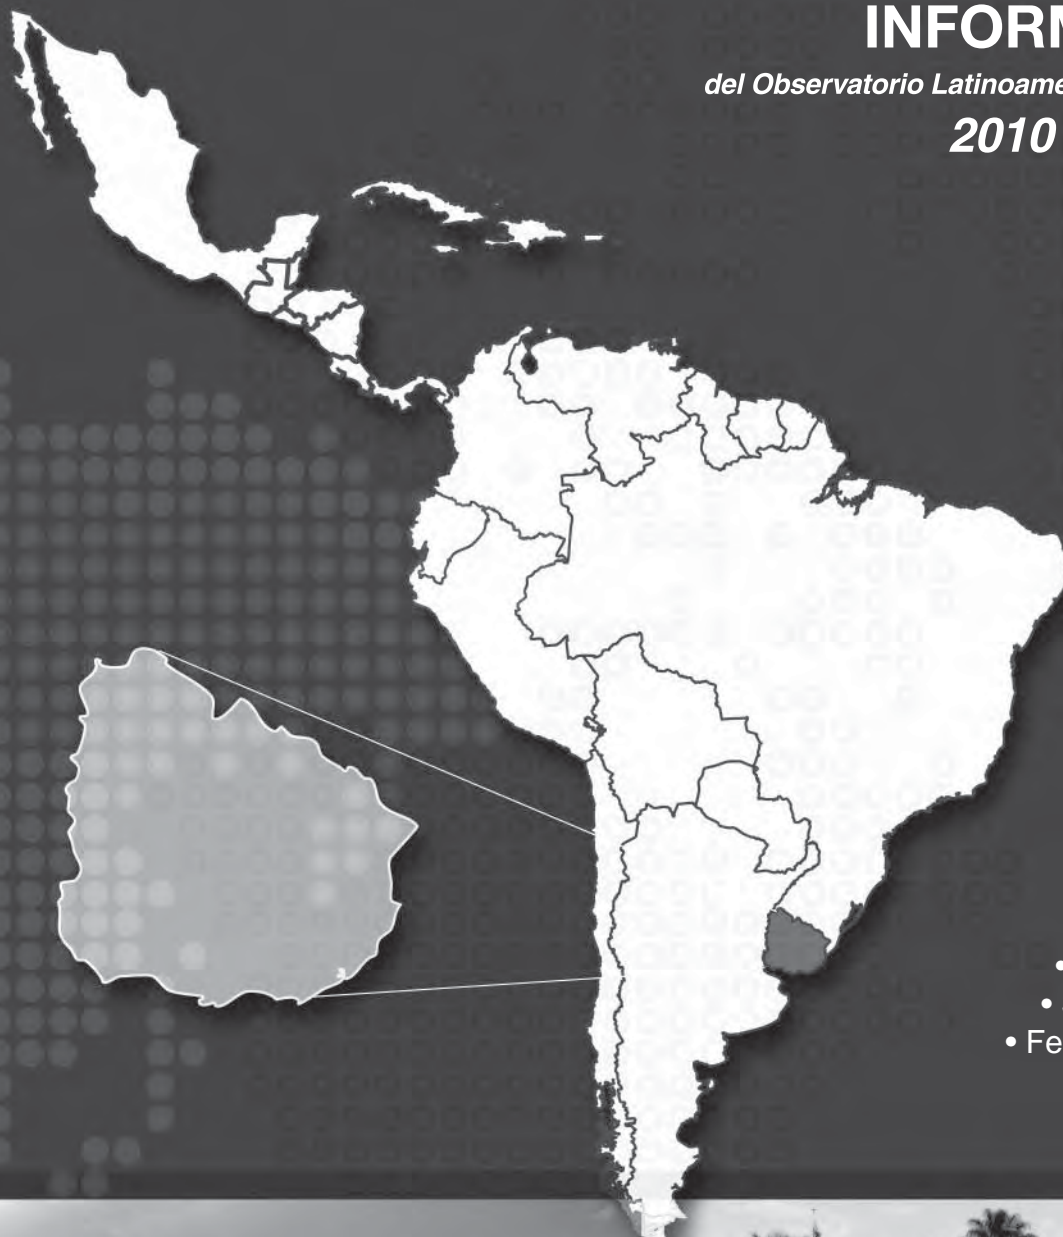 INFORM
del Observatorio Latinoame
2010
•
•
• Fe